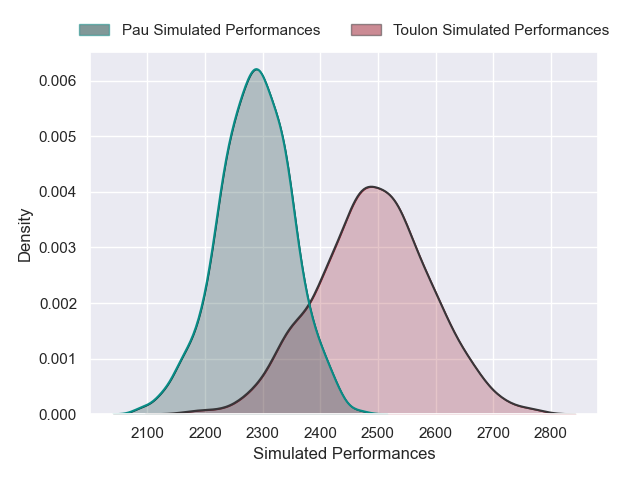 Pau Simulated Performances
Toulon Simulated Performances
0.006
0.005
0.004
0.003
0.002
0.001
0.000
Density
2100 2200 2300 2400 2500 2600 2700 2800
Simulated Performances